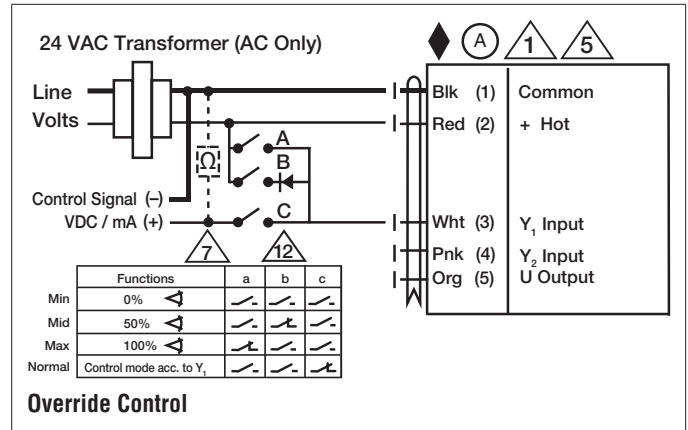 24 VAC Transformer (AC Only)
A 1 5
Line
Volts
Blk (1) Common
Red (2) + Hot
A
B
C
Ω
Control Signal (–)
VDC / mA (+)
Wht (3) Y₁ Input
Pnk (4) Y₂ Input
Org (5) U Output
7 12
Functions a b c
Min 0%
Mid 50%
Max 100%
Normal Control mode acc. to Y₁
Override Control